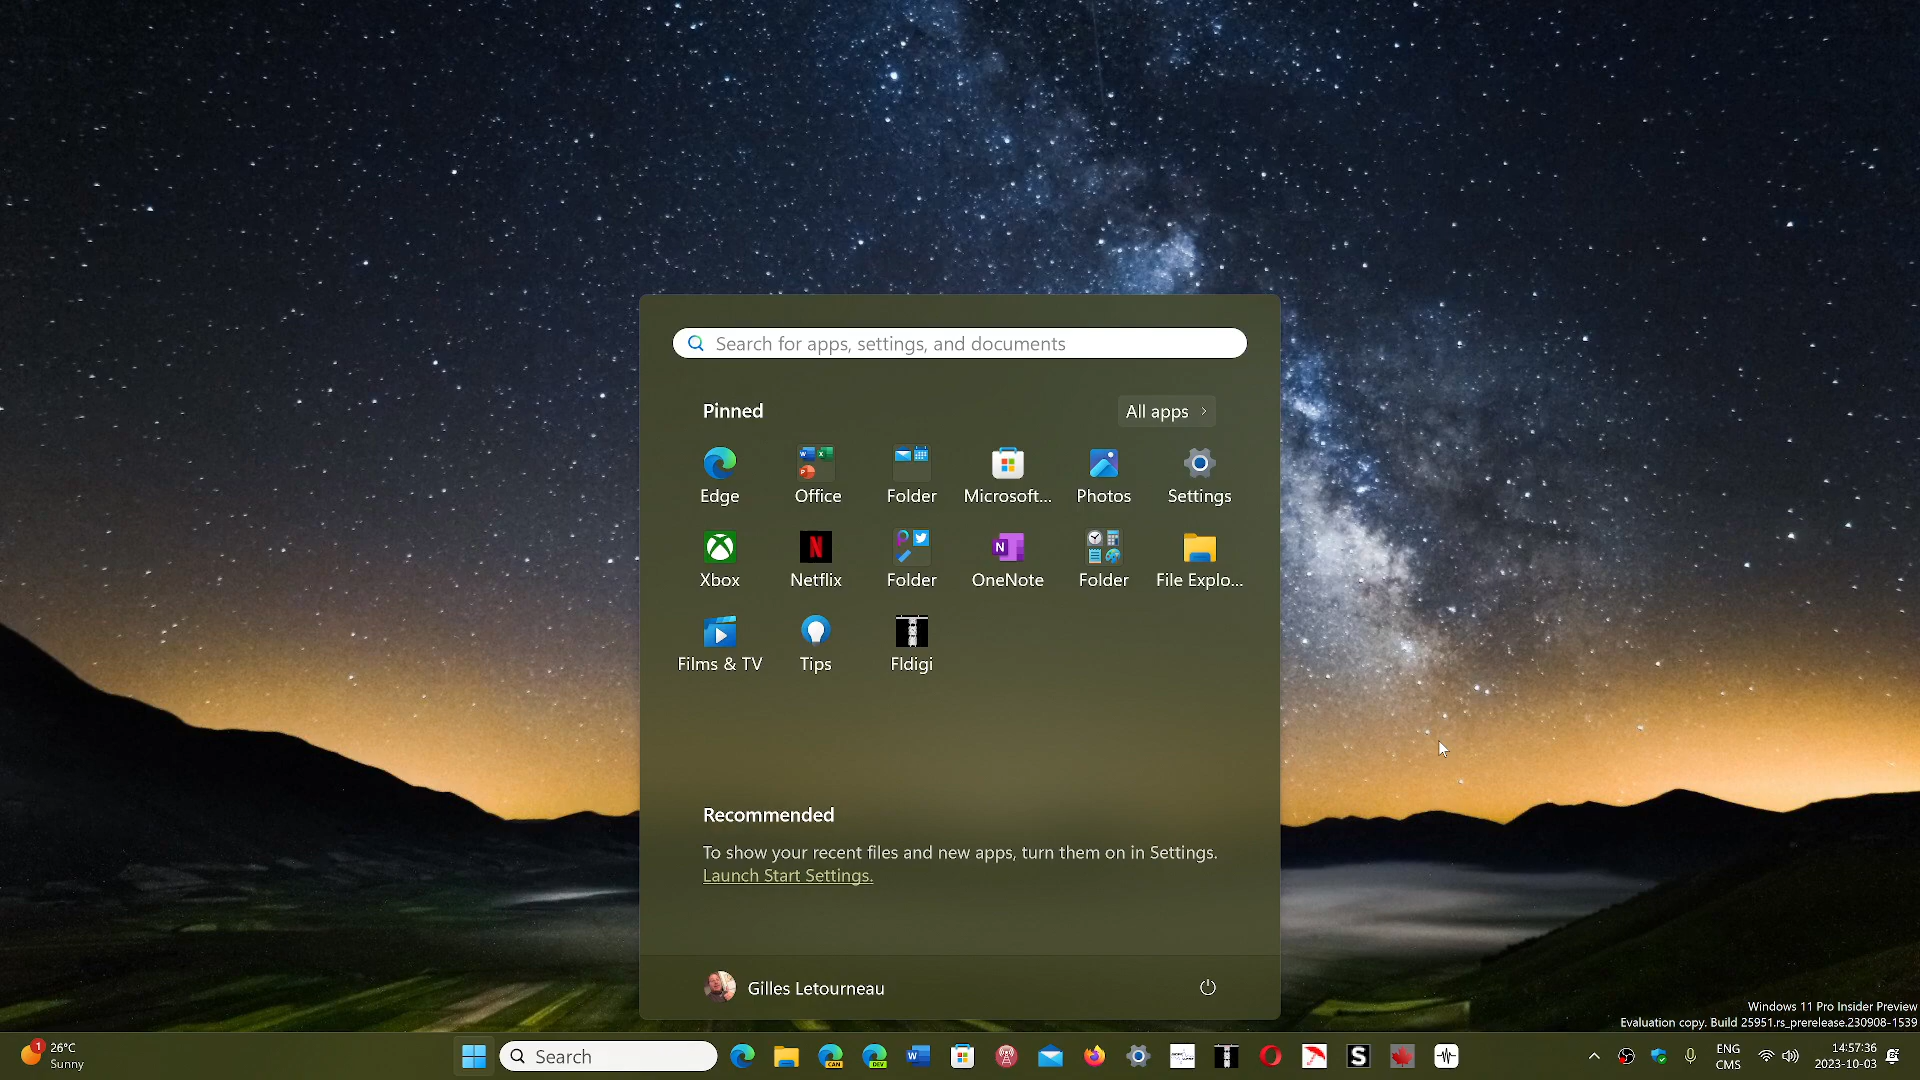 Search for apps, settings, and documents
Pinned
All apps
Edge
Office
Folder
Microsoft...
Photos
Settings
Xbox
Netflix
Folder
OneNote
Folder
File Explo...
Films & TV
Tips
Fldigi
Recommended
To show your recent files and new apps, turn them on in Settings.
Launch Start Settings.
Gilles Letourneau
Windows 11 Pro Insider Preview
Evaluation copy. Build 25951.rs_prerelease.230908-1539
1
26°C
Sunny
Search
CAN
DEV
ENG
CMS
14:57:36
2023-10-03